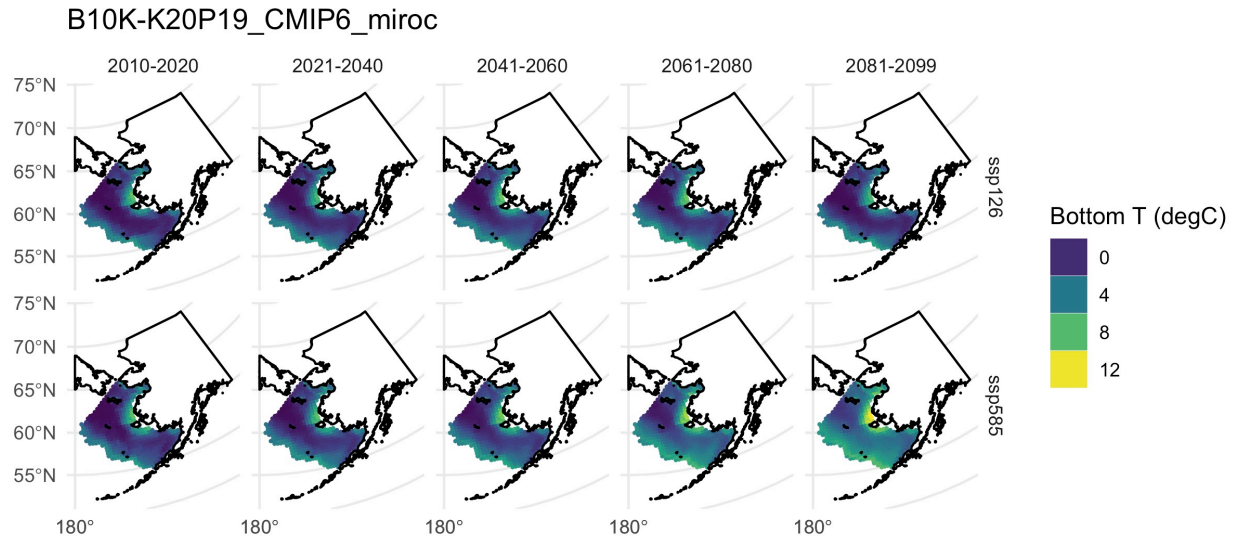 B10K-K20P19_CMIP6_miroc
2010-2020 2021-2040 2041-2060 2061-2080 2081-2099
75°N
70°N
65°N
60°N
55°N
ssp126
75°N
70°N
65°N
60°N
55°N
ssp585
180° 180° 180° 180° 180°
Bottom T (degC)
0
4
8
12